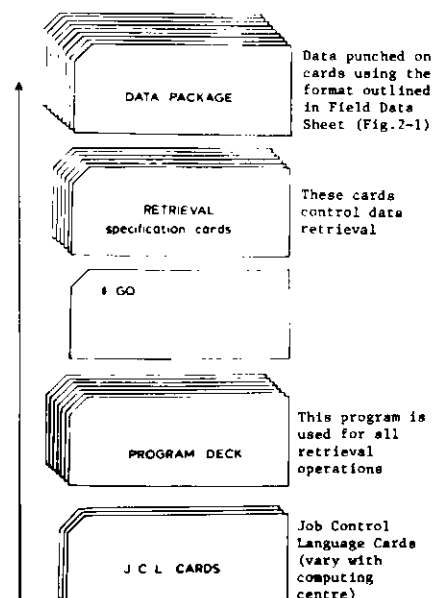 DATA PACKAGE
Data punched on
cards using the
format outlined
in Field Data
Sheet (Fig.2-1)
RETRIEVAL
specification cards
These cards
control data
retrieval
GO
PROGRAM DECK
This program is
used for all
retrieval
operations
J C L CARDS
Job Control
Language Cards
(vary with
computing
centre)